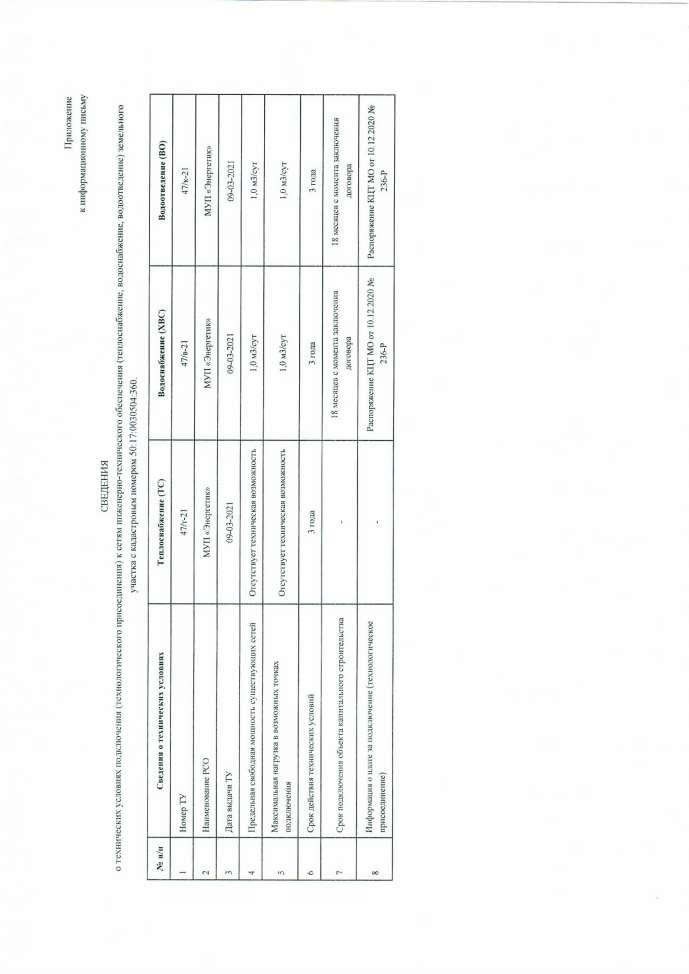 Приложение
к информационному письму
СВЕДЕНИЯ
о технических условиях подключения (технологического присоединения) к сетям инженерно-технического обеспечения (теплоснабжение, водоснабжение, водоотведение) земельного
участка с кадастровым номером 50:17:0030504:360.
№ п/п Сведения о технических условиях Теплоснабжение (ТС) Водоснабжение (ХВС) Водоотведение (ВО)
1 Номер ТУ 47/т-21 47/в-21 47/к-21
2 Наименование РСО МУП «Энергетик» МУП «Энергетик» МУП «Энергетик»
3 Дата выдачи ТУ 09-03-2021 09-03-2021 09-03-2021
4 Предельная свободная мощность существующих сетей Отсутствует техническая возможность 1,0 м3/сут 1,0 м3/сут
5 Максимальная нагрузка в возможных точках
подключения Отсутствует техническая возможность 1,0 м3/сут 1,0 м3/сут
6 Срок действия технических условий 3 года 3 года 3 года
7 Срок подключения объекта капитального строительства - 18 месяцев с момента заключения
договора 18 месяцев с момента заключения
договора
8 Информация о плате за подключение (технологическое
присоединение) - Распоряжение КЦТ МО от 10.12.2020 №
236-Р Распоряжение КЦТ МО от 10.12.2020 №
236-Р